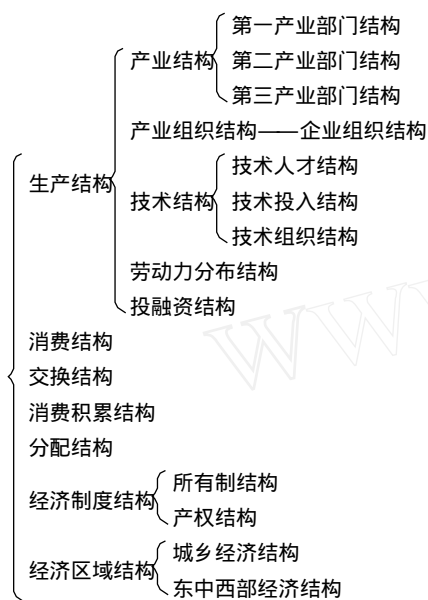 第一产业部门结构
产业结构
第二产业部门结构
第三产业部门结构
产业组织结构——企业组织结构
技术人才结构
生产结构
技术结构
技术投入结构
技术组织结构
劳动力分布结构
投融资结构
消费结构
交换结构
消费积累结构
分配结构
所有制结构
经济制度结构
产权结构
城乡经济结构
经济区域结构
东中西部经济结构
WWW